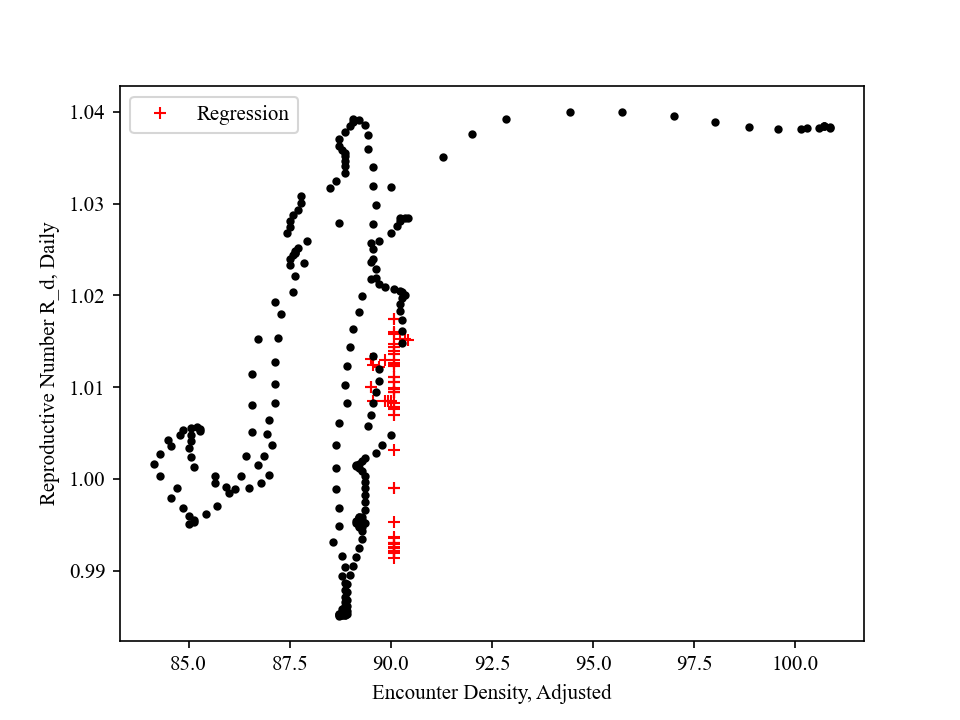 1.04
1.03
1.02
1.01
1.00
0.99
Reproductive Number R_d, Daily
Regression
85.0 87.5 90.0 92.5 95.0 97.5 100.0
Encounter Density, Adjusted